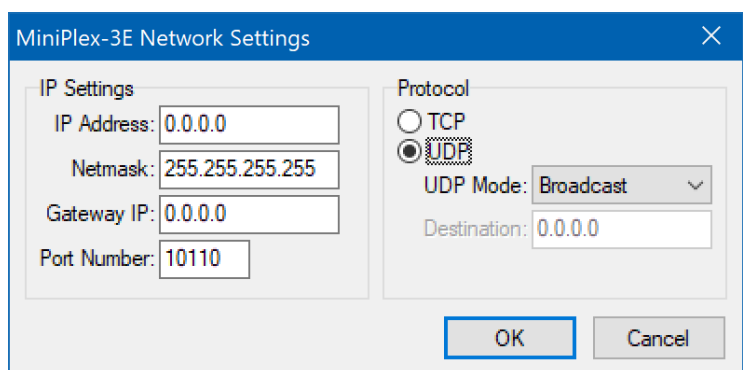 MiniPlex-3E Network Settings
IP Settings
IP Address: 0.0.0.0
Netmask: 255.255.255.255
Gateway IP: 0.0.0.0
Port Number: 10110
Protocol
TCP
UDP
UDP Mode: Broadcast
Destination: 0.0.0.0
OK
Cancel